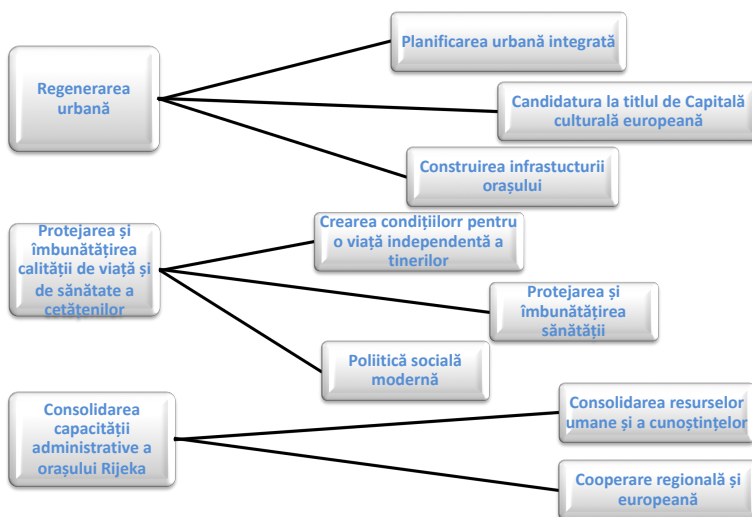 Regenerarea
urbană
Planificarea urbană integrată
Candidatura la titlul de Capitală
culturală europeană
Construirea infrastucturii
orașului
Protejarea și
îmbunătățirea
calității de viață și
de sănătate a
cetățenilor
Crearea condițiilorr pentru
o viață independentă a
tinerilor
Protejarea și
îmbunătățirea
sănătății
Poliitică socială
modernă
Consolidarea
capacității
administrative a
orașului Rijeka
Consolidarea resurselor
umane și a cunoștințelor
Cooperare regională și
europeană